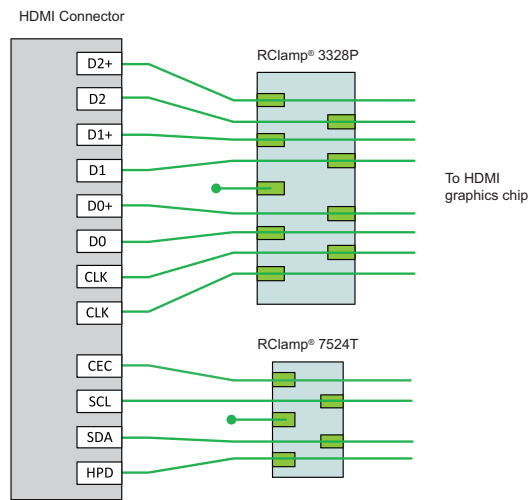 HDMI Connector
RClamp® 3328P
D2+
D2
D1+
D1
D0+
D0
CLK
CLK
To HDMI
graphics chip
RClamp® 7524T
CEC
SCL
SDA
HPD